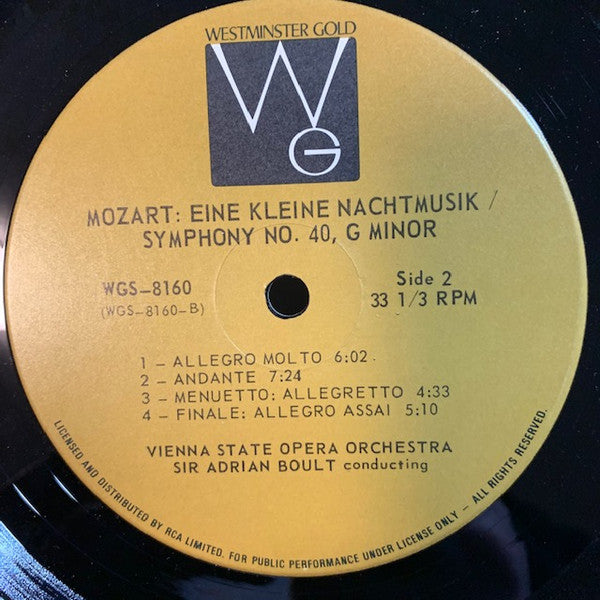 WESTMINSTER GOLD
WG
MOZART: EINE KLEINE NACHTMUSIK /
SYMPHONY NO. 40, G MINOR
WGS-8160
(WGS-8160-B)
Side 2
33 1/3 RPM
1 - ALLEGRO MOLTO 6:02
2 - ANDANTE 7:24
3 - MENUETTO: ALLEGRETTO 4:33
4 - FINALE: ALLEGRO ASSAI 5:10
VIENNA STATE OPERA ORCHESTRA
SIR ADRIAN BOULT conducting
LICENSED AND DISTRIBUTED BY RCA LIMITED. FOR PUBLIC PERFORMANCE UNDER LICENSE ONLY - ALL RIGHTS RESERVED.